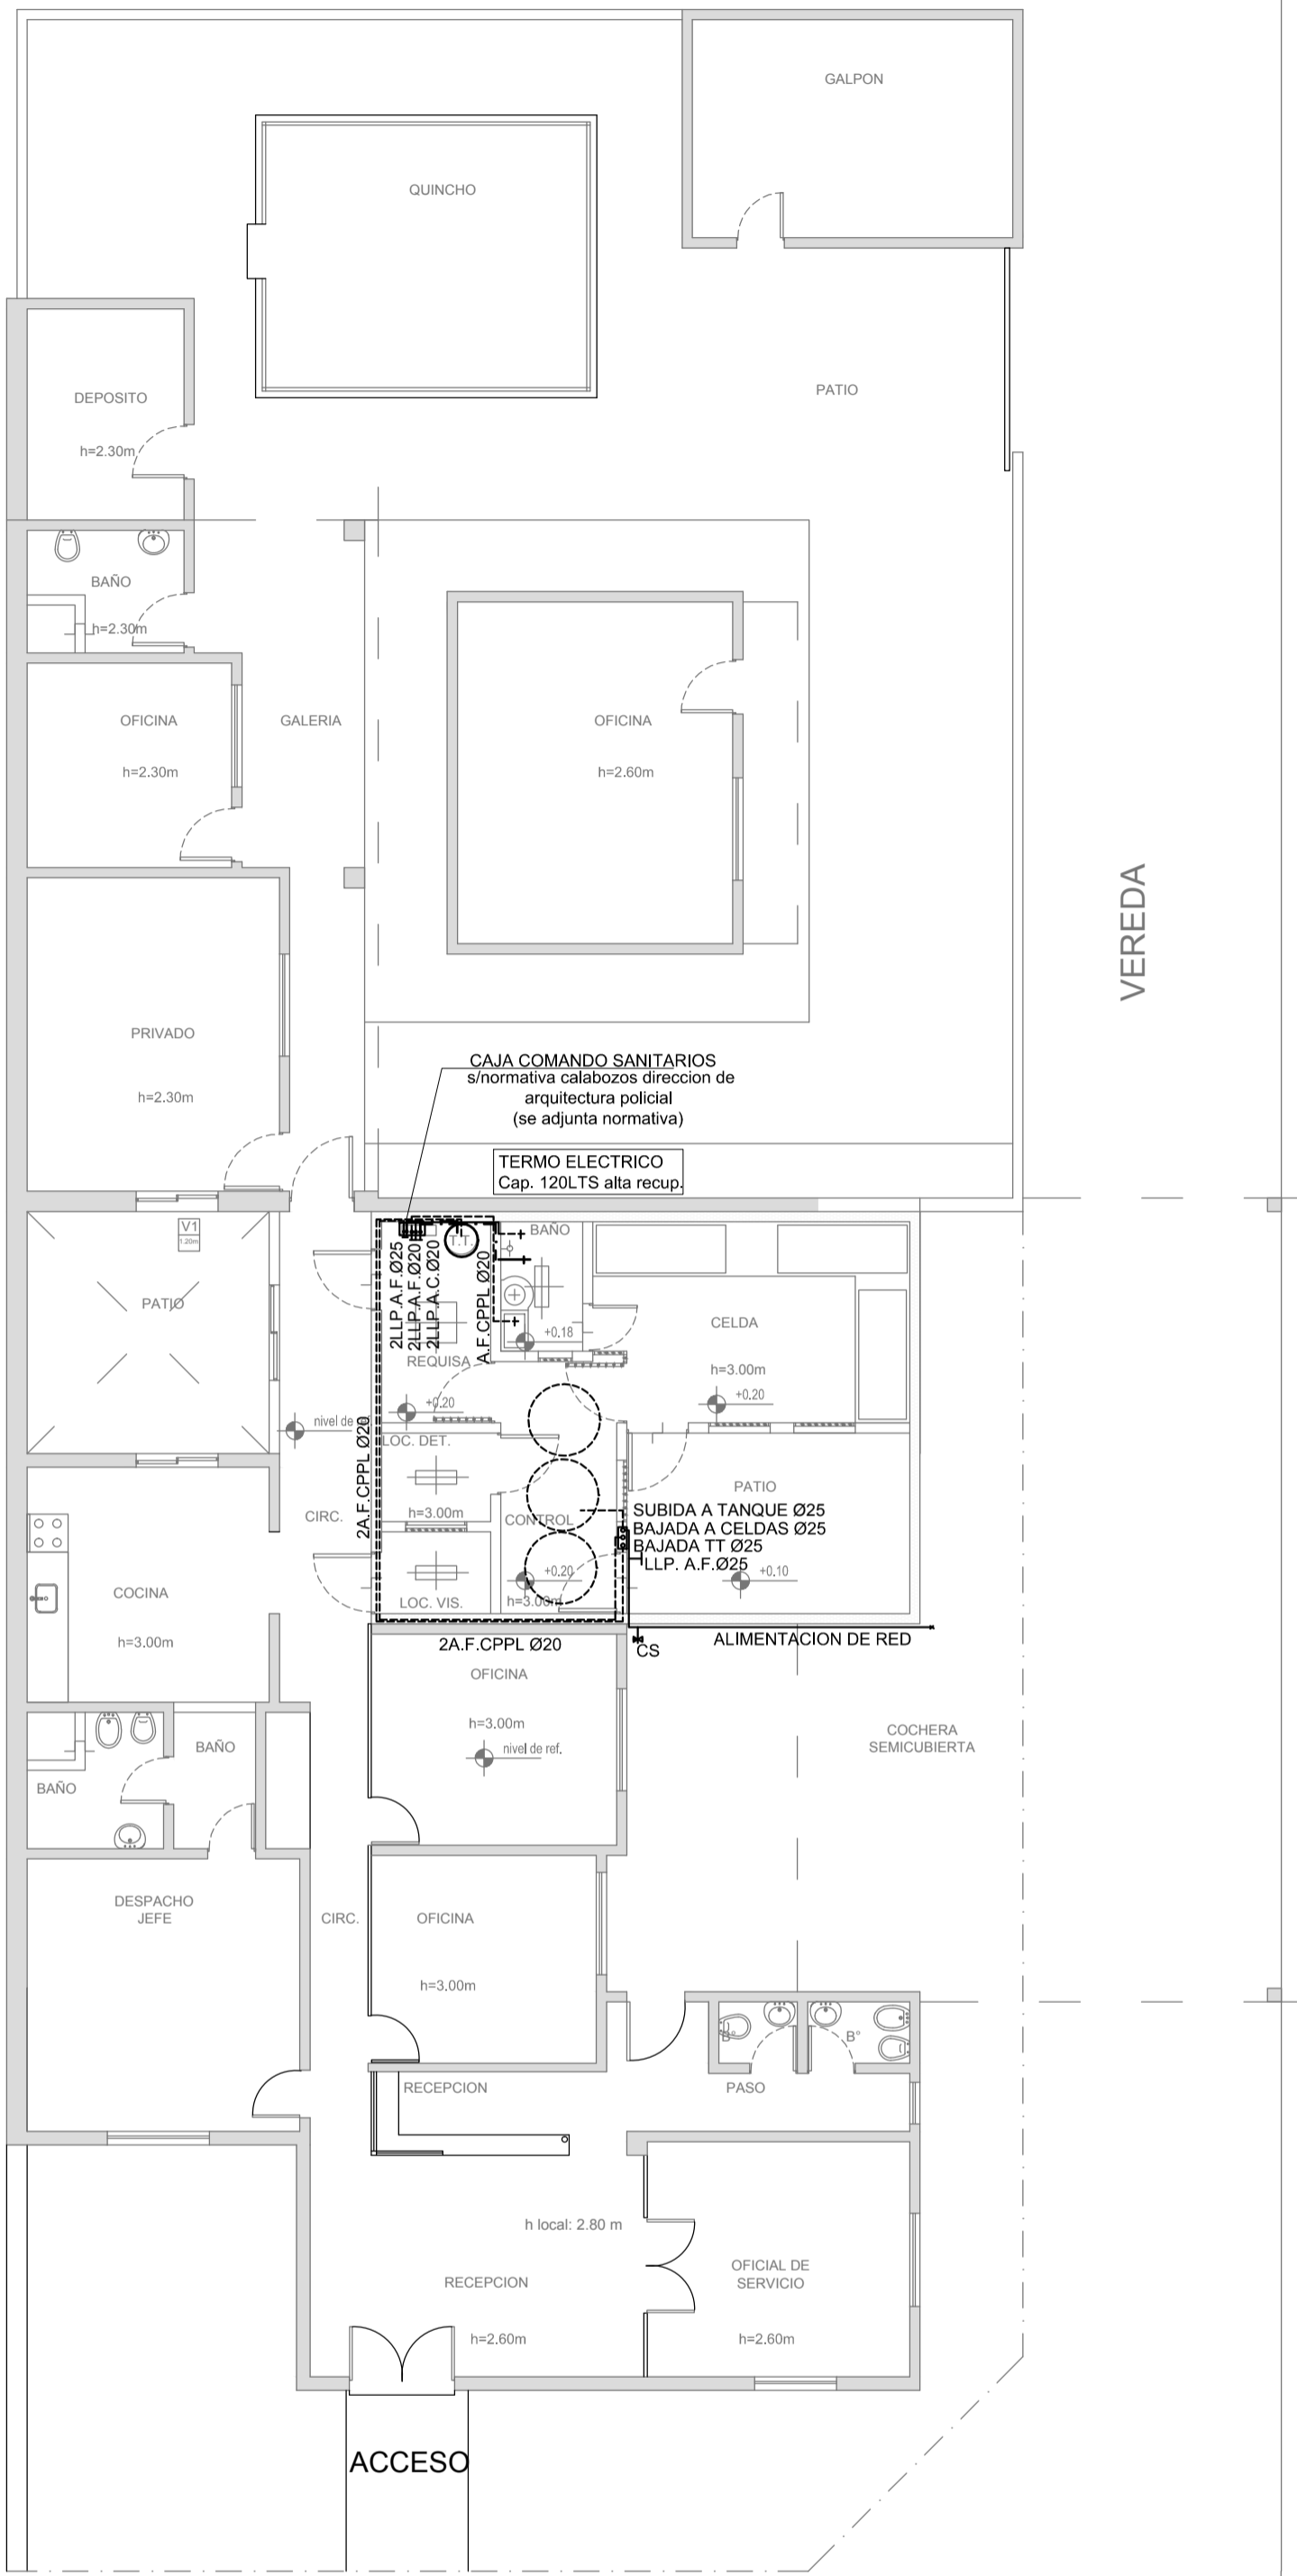 GALPON
QUINCHO
PATIO
DEPOSITO
h=2.30m
BAÑO
h=2.30m
OFICINA
h=2.30m
GALERIA
OFICINA
h=2.60m
VEREDA
PRIVADO
h=2.30m
CAJA COMANDO SANITARIOS
s/normativa calabozos direccion de
arquitectura policial
(se adjunta normativa)
TERMO ELECTRICO
Cap. 120LTS alta recup.
V1
1.20m
PATIO
T.T.
2LLP.A.F.Ø25
2LLP.A.F.Ø20
2LLP.A.C.Ø20
A.F.CPPL Ø20
BAÑO
+0.18
CELDA
h=3.00m
+0.20
REQUISA
+0.20
nivel de
2A.F.CPPL Ø20
LOC. DET.
h=3.00m
CIRC.
CONTROL
+0.20
h=3.00m
LOC. VIS.
PATIO
SUBIDA A TANQUE Ø25
BAJADA A CELDAS Ø25
BAJADA TT Ø25
LLP. A.F.Ø25
+0.10
COCINA
h=3.00m
2A.F.CPPL Ø20
CS
ALIMENTACION DE RED
OFICINA
h=3.00m
nivel de ref.
COCHERA
SEMICUBIERTA
BAÑO
BAÑO
DESPACHO
JEFE
CIRC.
OFICINA
h=3.00m
B°
B°
RECEPCION
PASO
h local: 2.80 m
RECEPCION
h=2.60m
OFICIAL DE
SERVICIO
h=2.60m
ACCESO